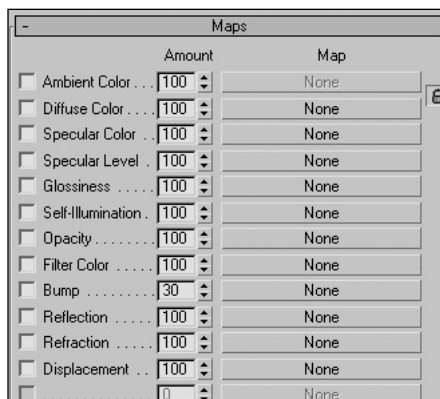 - Maps
Amount Map
Ambient Color . . . 100 None
Diffuse Color . . . . 100 None
Specular Color . . 100 None
Specular Level . 100 None
Glossiness . . . . . 100 None
Self-Illumination . 100 None
Opacity . . . . . . . . 100 None
Filter Color . . . . . 100 None
Bump . . . . . . . . . 30 None
Reflection . . . . . 100 None
Refraction . . . . . 100 None
Displacement . . 100 None
. . . . . . . . . . . . . . . 0 None